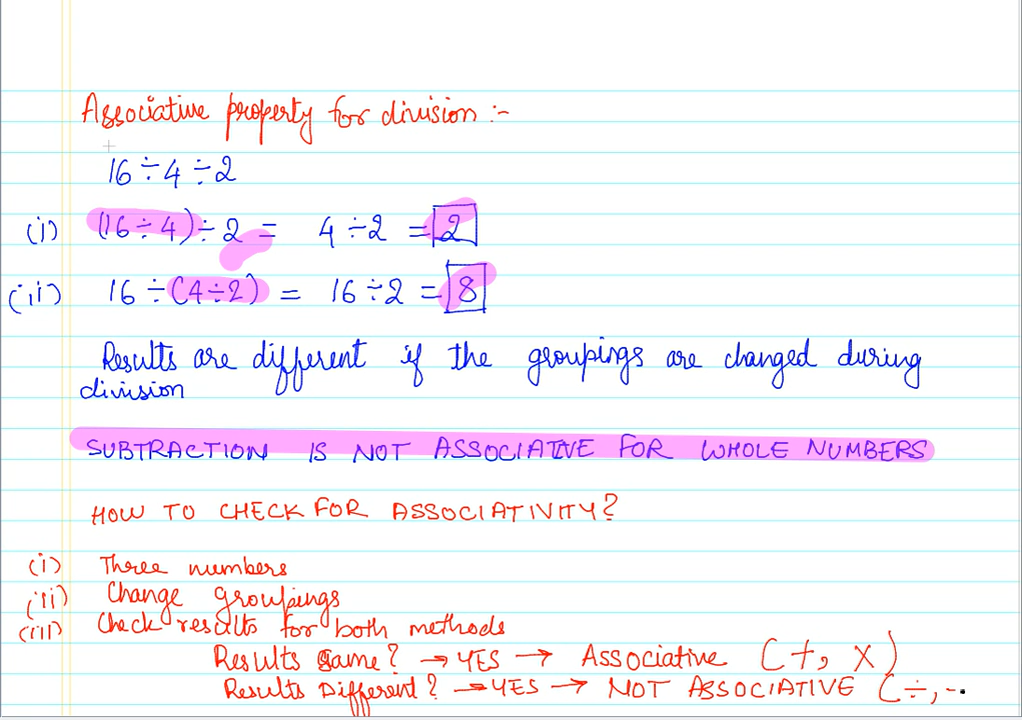 Associative property for division :-
16 ÷ 4 ÷ 2
(i) (16 ÷ 4) ÷ 2 = 4 ÷ 2 = 2
(ii) 16 ÷ (4 ÷ 2) = 16 ÷ 2 = 8
Results are different if the groupings are changed during
division
SUBTRACTION IS NOT ASSOCIATIVE FOR WHOLE NUMBERS
HOW TO CHECK FOR ASSOCIATIVITY?
(i) Three numbers
(ii) Change groupings
(iii) Check results for both methods
Results same? → YES → Associative (+, ×)
Results Different? → YES → NOT ASSOCIATIVE (÷, -